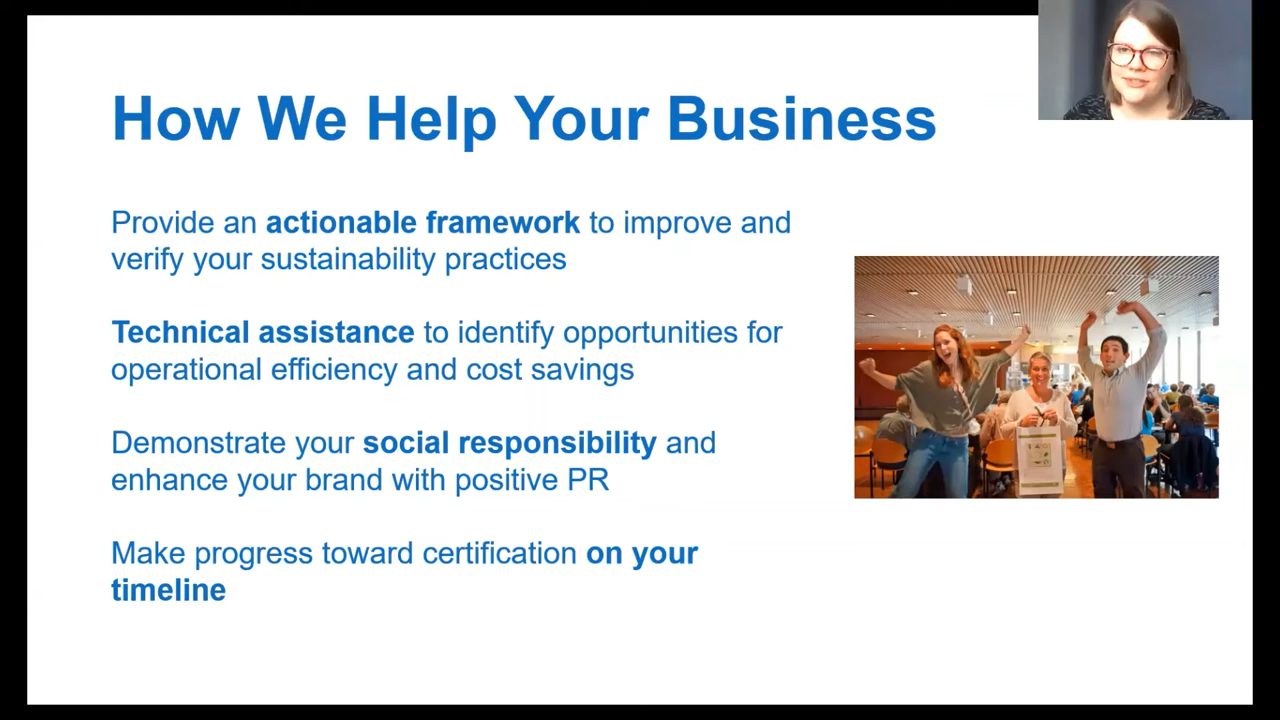 How We Help Your Business
Provide an actionable framework to improve and
verify your sustainability practices
Technical assistance to identify opportunities for
operational efficiency and cost savings
Demonstrate your social responsibility and
enhance your brand with positive PR
Make progress toward certification on your
timeline